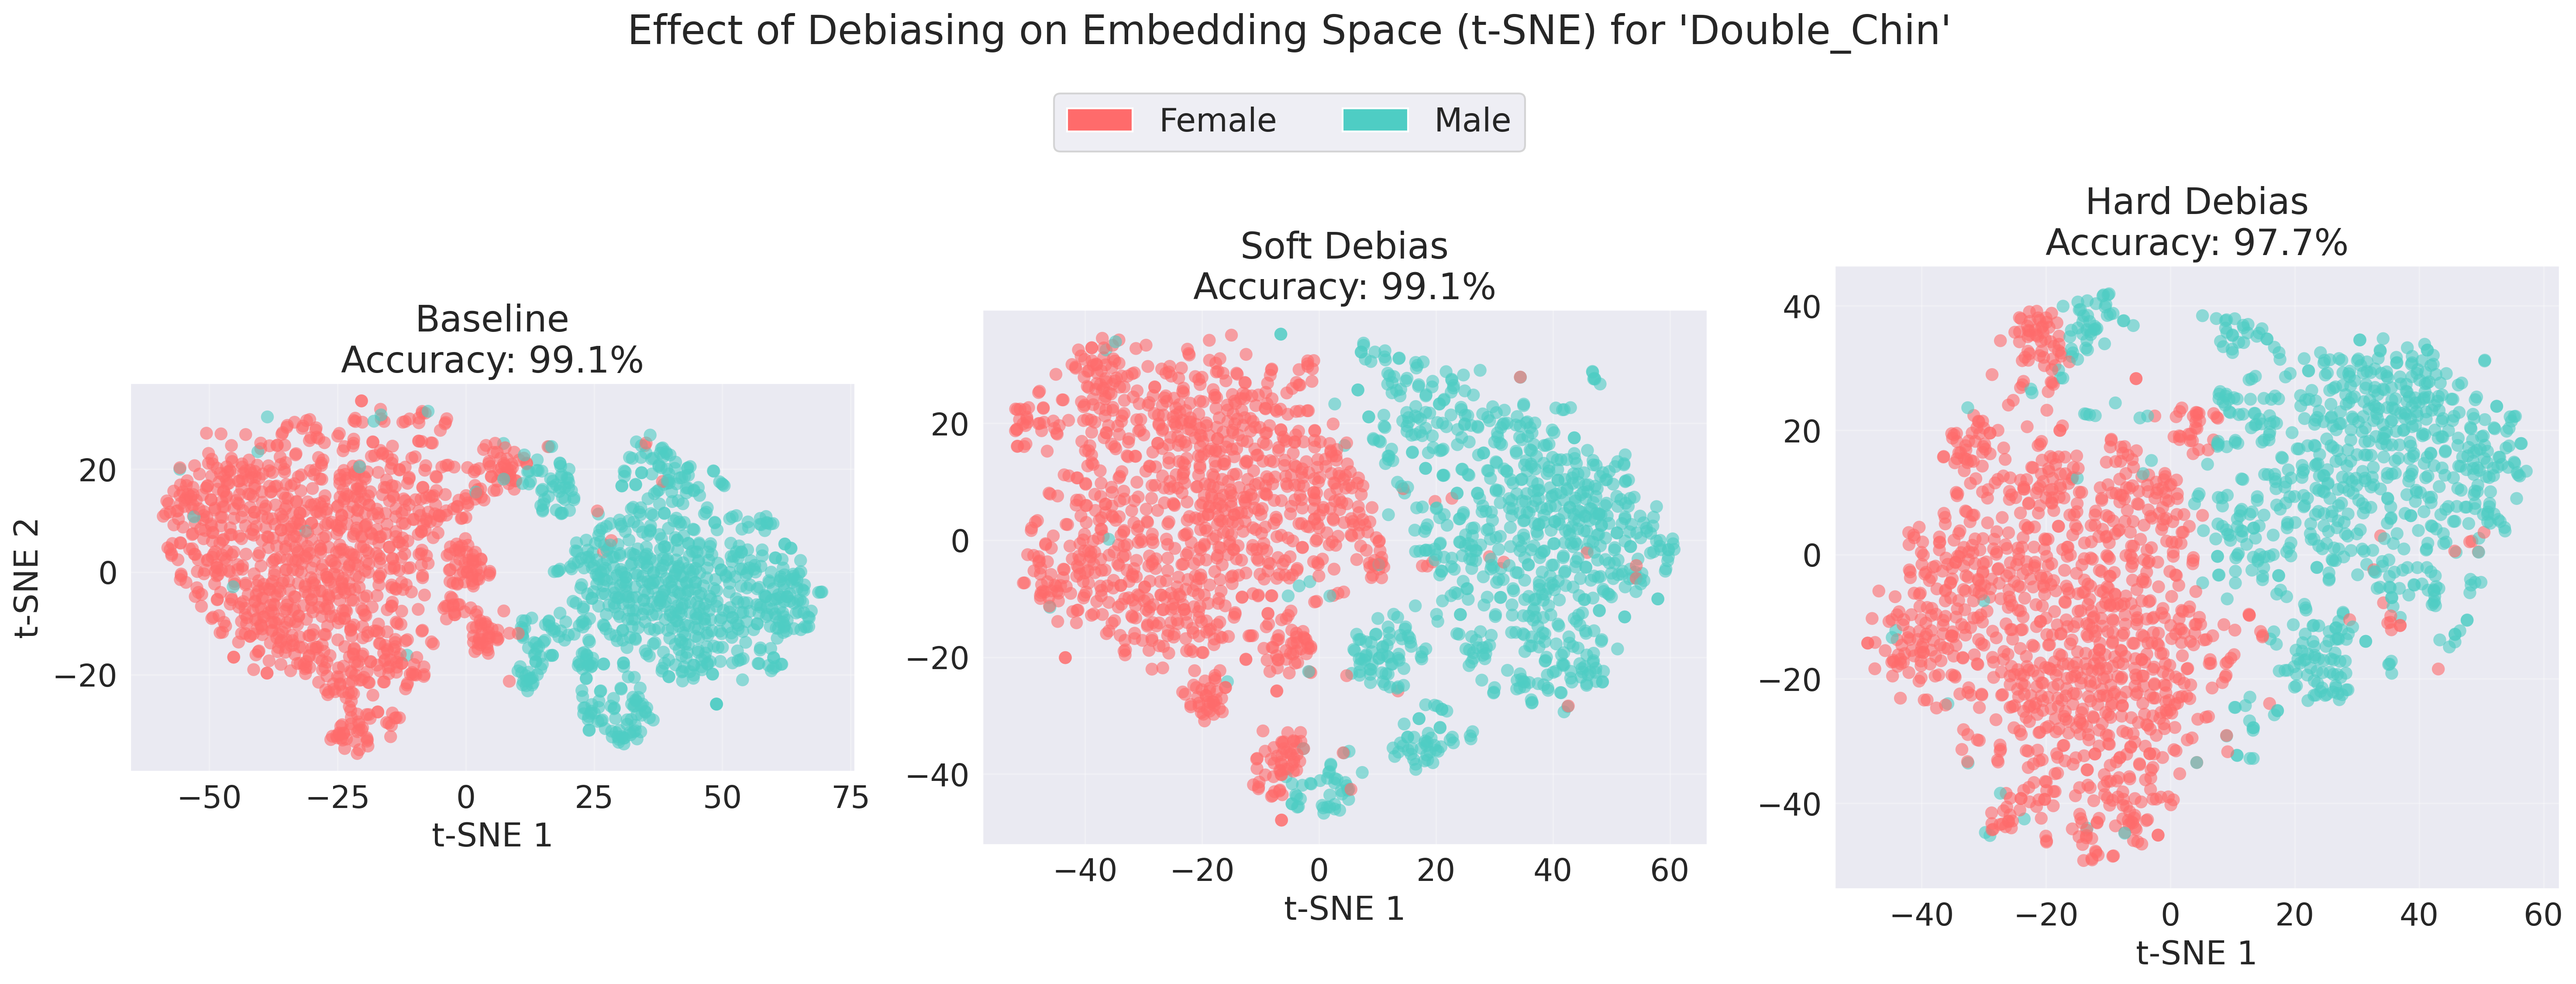 Effect of Debiasing on Embedding Space (t-SNE) for 'Double_Chin'
Female Male
Baseline
Accuracy: 99.1%
t-SNE 2
20
0
−20
−50 −25 0 25 50 75
t-SNE 1
Soft Debias
Accuracy: 99.1%
20
0
−20
−40
−40 −20 0 20 40 60
t-SNE 1
Hard Debias
Accuracy: 97.7%
40
20
0
−20
−40
−40 −20 0 20 40 60
t-SNE 1